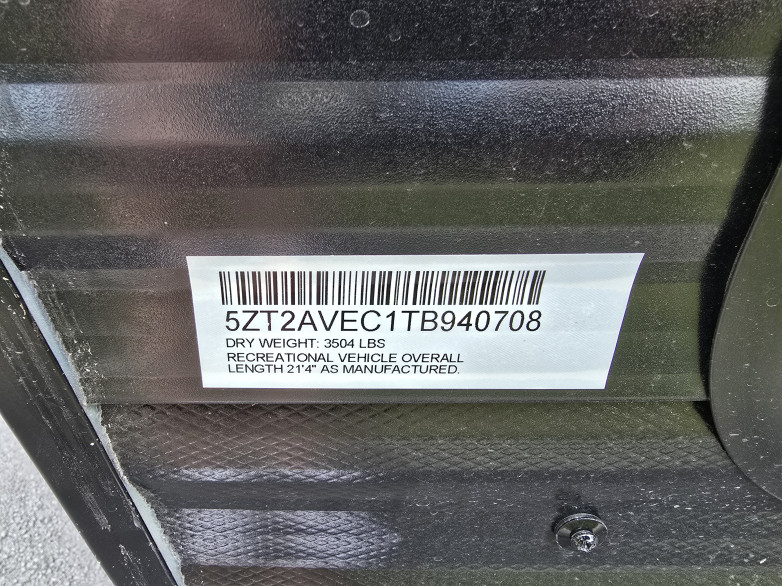 5ZT2AVEC1TB940708
DRY WEIGHT: 3504 LBS
RECREATIONAL VEHICLE OVERALL
LENGTH 21'4" AS MANUFACTURED.